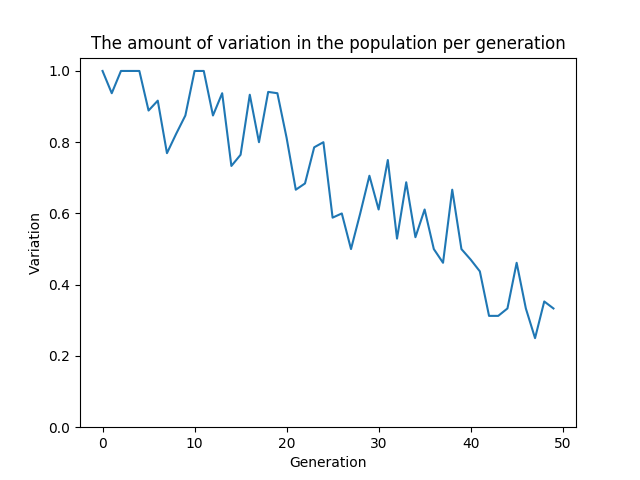 The amount of variation in the population per generation
1.0
0.8
0.6
0.4
0.2
0.0
Variation
0 10 20 30 40 50
Generation